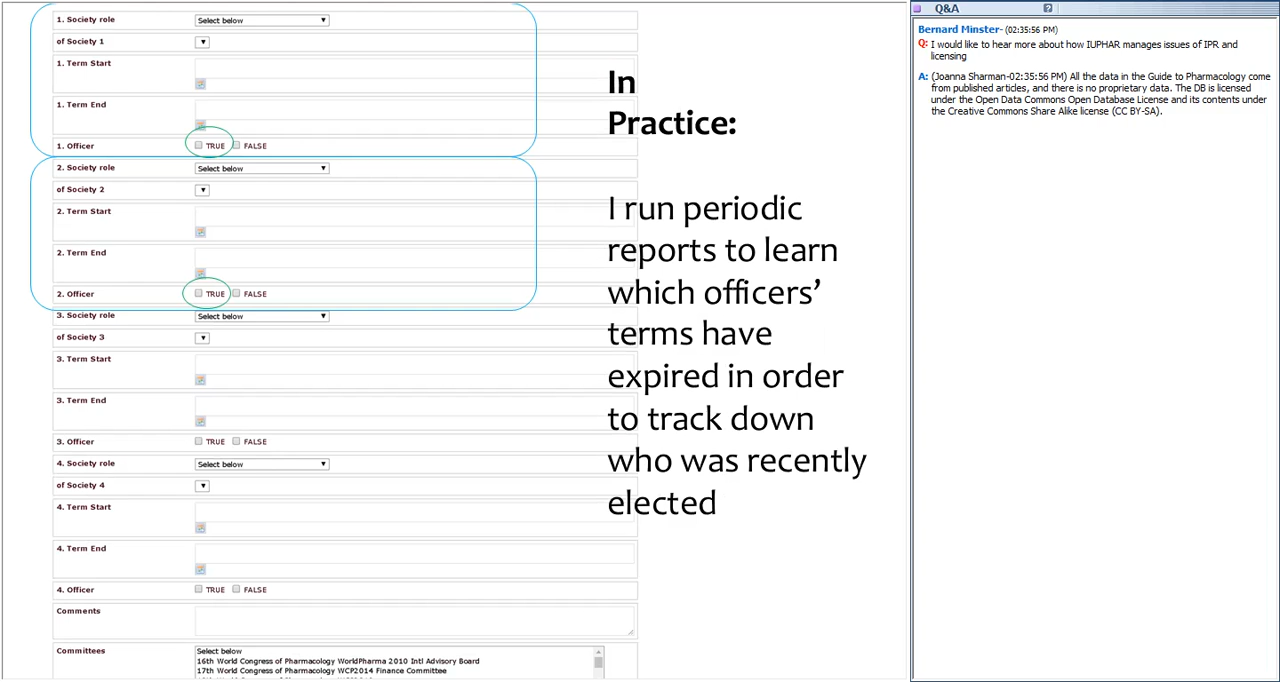 1. Society role
Select below
of Society 1
1. Term Start
1. Term End
1. Officer
TRUE
FALSE
2. Society role
Select below
of Society 2
2. Term Start
2. Term End
2. Officer
TRUE
FALSE
3. Society role
Select below
of Society 3
3. Term Start
3. Term End
3. Officer
TRUE
FALSE
4. Society role
Select below
of Society 4
4. Term Start
4. Term End
4. Officer
TRUE
FALSE
Comments
Committees
Select below
16th World Congress of Pharmacology WorldPharma 2010 Intl Advisory Board
17th World Congress of Pharmacology WCP2014 Finance Committee
In
Practice:
I run periodic
reports to learn
which officers’
terms have
expired in order
to track down
who was recently
elected
Q&A
?
Bernard Minster- (02:35:56 PM)
Q: I would like to hear more about how IUPHAR manages issues of IPR and
licensing
A: (Joanna Sharman-02:35:56 PM) All the data in the Guide to Pharmacology come
from published articles, and there is no proprietary data. The DB is licensed
under the Open Data Commons Open Database License and its contents under
the Creative Commons Share Alike license (CC BY-SA).